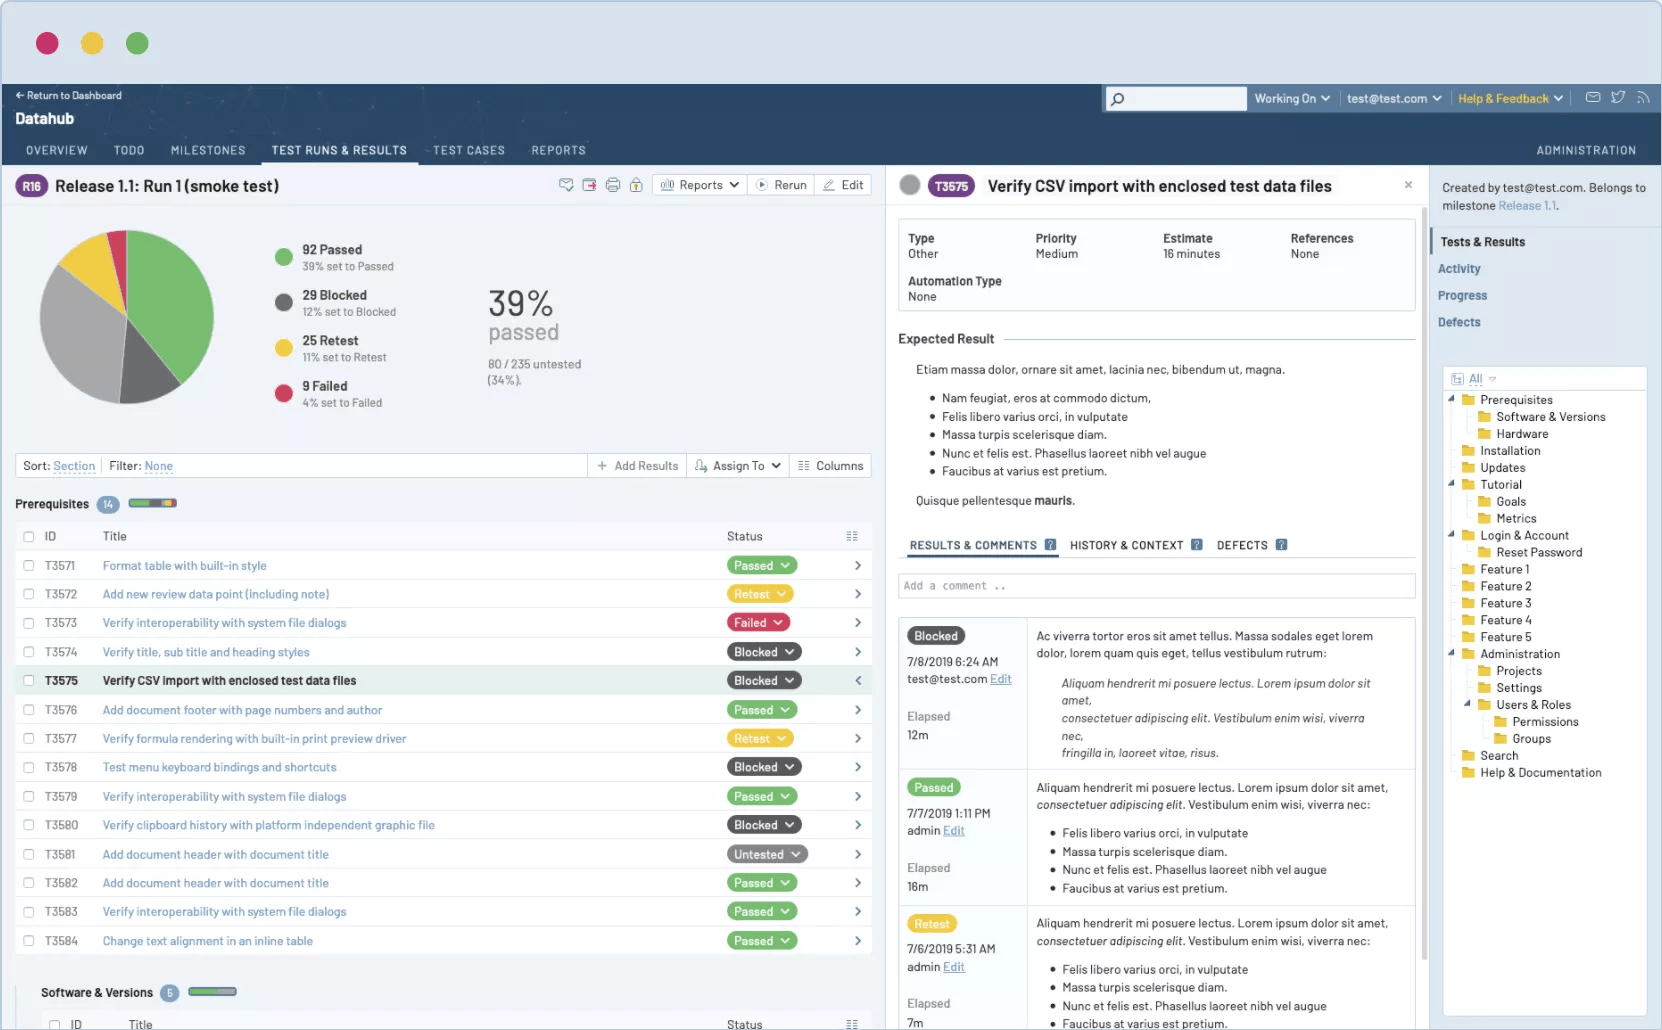 ← Return to Dashboard
Working On
test@test.com
Help & Feedback
Datahub
OVERVIEW
TODO
MILESTONES
TEST RUNS & RESULTS
TEST CASES
REPORTS
ADMINISTRATION
R16 Release 1.1: Run 1 (smoke test)
Reports
Rerun
Edit
92 Passed
39% set to Passed
29 Blocked
12% set to Blocked
25 Retest
11% set to Retest
9 Failed
4% set to Failed
39%
passed
80 / 235 untested
(34%).
Sort: Section
Filter: None
+ Add Results
Assign To
Columns
Prerequisites 14
ID Title Status
T3571 Format table with built-in style Passed
T3572 Add new review data point (including note) Retest
T3573 Verify interoperability with system file dialogs Failed
T3574 Verify title, sub title and heading styles Blocked
T3575 Verify CSV import with enclosed test data files Blocked
T3576 Add document footer with page numbers and author Passed
T3577 Verify formula rendering with built-in print preview driver Retest
T3578 Test menu keyboard bindings and shortcuts Blocked
T3579 Verify interoperability with system file dialogs Passed
T3580 Verify clipboard history with platform independent graphic file Blocked
T3581 Add document header with document title Untested
T3582 Add document header with document title Passed
T3583 Verify interoperability with system file dialogs Passed
T3584 Change text alignment in an inline table Passed
Software & Versions 5
ID Title Status
T3575 Verify CSV import with enclosed test data files ×
Type
Other
Priority
Medium
Estimate
16 minutes
References
None
Automation Type
None
Expected Result
Etiam massa dolor, ornare sit amet, lacinia nec, bibendum ut, magna.
• Nam feugiat, eros at commodo dictum,
• Felis libero varius orci, in vulputate
• Massa turpis scelerisque diam.
• Nunc et felis est. Phasellus laoreet nibh vel augue
• Faucibus at varius est pretium.
Quisque pellentesque mauris.
RESULTS & COMMENTS ?
HISTORY & CONTEXT ?
DEFECTS ?
Add a comment ..
Blocked
7/8/2019 6:24 AM
test@test.com Edit
Elapsed
12m
Ac viverra tortor eros sit amet tellus. Massa sodales eget lorem
dolor, lorem quam quis eget, tellus vestibulum rutrum:
Aliquam hendrerit mi posuere lectus. Lorem ipsum dolor sit
amet,
consectetuer adipiscing elit. Vestibulum enim wisi, viverra
nec,
fringilla in, laoreet vitae, risus.
Passed
7/7/2019 1:11 PM
admin Edit
Elapsed
16m
Aliquam hendrerit mi posuere lectus. Lorem ipsum dolor sit amet,
consectetuer adipiscing elit. Vestibulum enim wisi, viverra nec:
• Felis libero varius orci, in vulputate
• Massa turpis scelerisque diam.
• Nunc et felis est. Phasellus laoreet nibh vel augue
• Faucibus at varius est pretium.
Retest
7/6/2019 5:31 AM
admin Edit
Elapsed
7m
Aliquam hendrerit mi posuere lectus. Lorem ipsum dolor sit amet,
consectetuer adipiscing elit. Vestibulum enim wisi, viverra nec:
• Felis libero varius orci, in vulputate
• Massa turpis scelerisque diam.
• Nunc et felis est. Phasellus laoreet nibh vel augue
• Faucibus at varius est pretium.
Created by test@test.com. Belongs to
milestone Release 1.1.
Tests & Results
Activity
Progress
Defects
All
Prerequisites
Software & Versions
Hardware
Installation
Updates
Tutorial
Goals
Metrics
Login & Account
Reset Password
Feature 1
Feature 2
Feature 3
Feature 4
Feature 5
Administration
Projects
Settings
Users & Roles
Permissions
Groups
Search
Help & Documentation